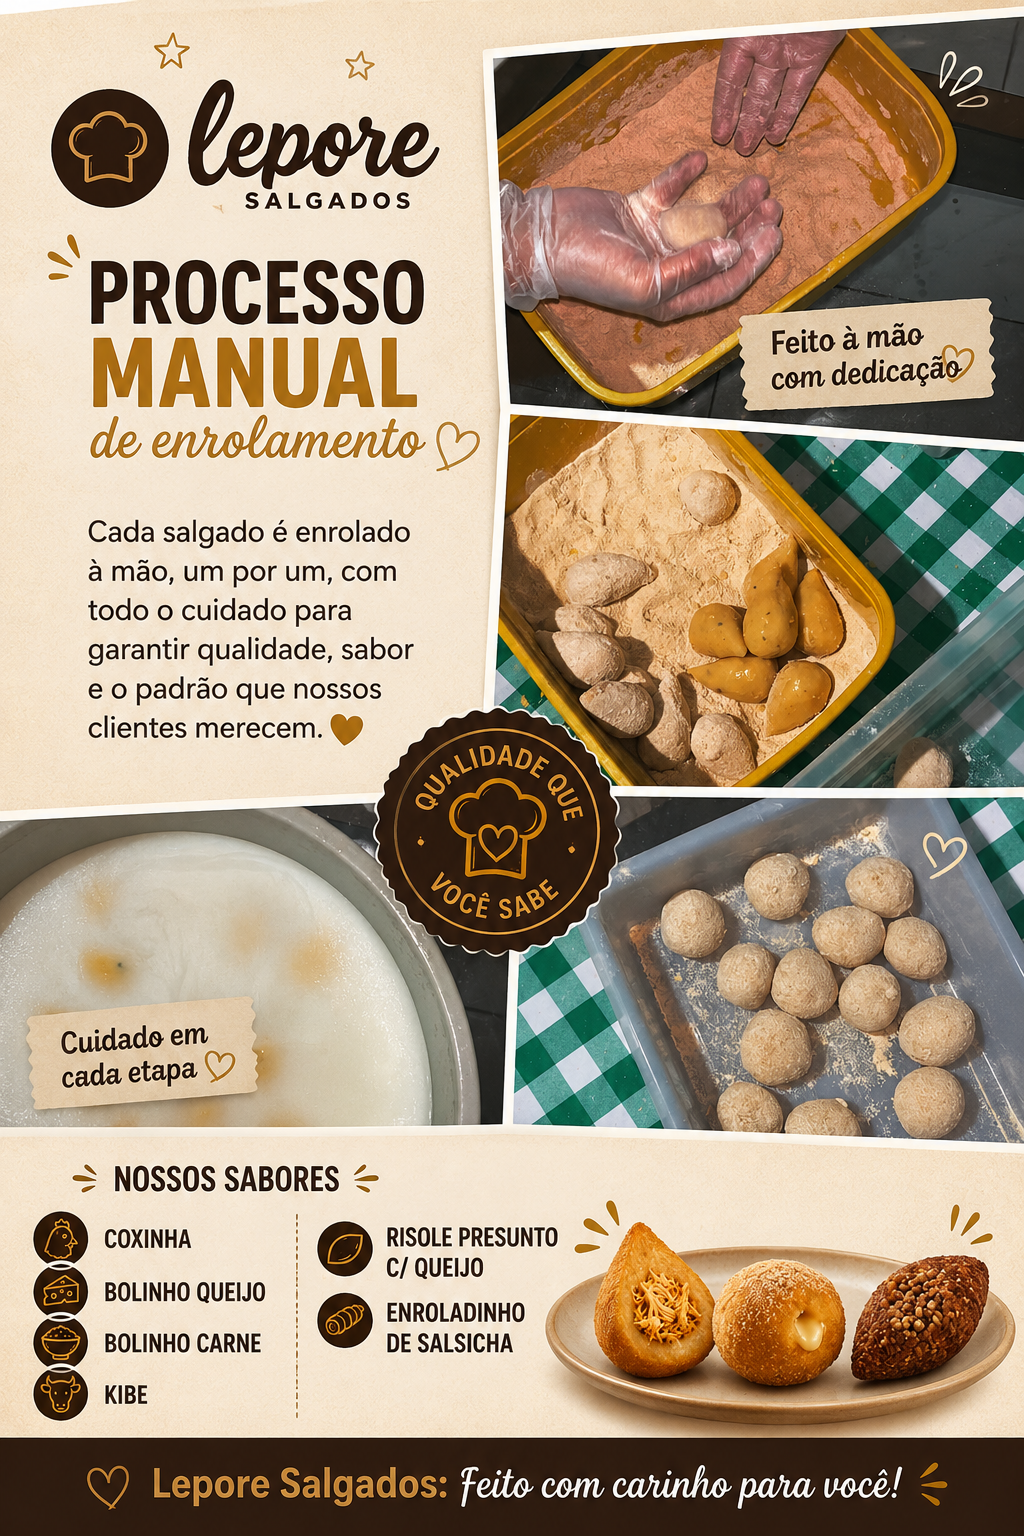 lepore
SALGADOS
PROCESSO
MANUAL
de enrolamento
Cada salgado é enrolado
à mão, um por um, com
todo o cuidado para
garantir qualidade, sabor
e o padrão que nossos
clientes merecem.
Feito à mão
com dedicação
QUALIDADE QUE
VOCÊ SABE
Cuidado em
cada etapa
NOSSOS SABORES
COXINHA
BOLINHO QUEIJO
BOLINHO CARNE
KIBE
RISOLE PRESUNTO
C/ QUEIJO
ENROLADINHO
DE SALSICHA
Lepore Salgados: Feito com carinho para você!